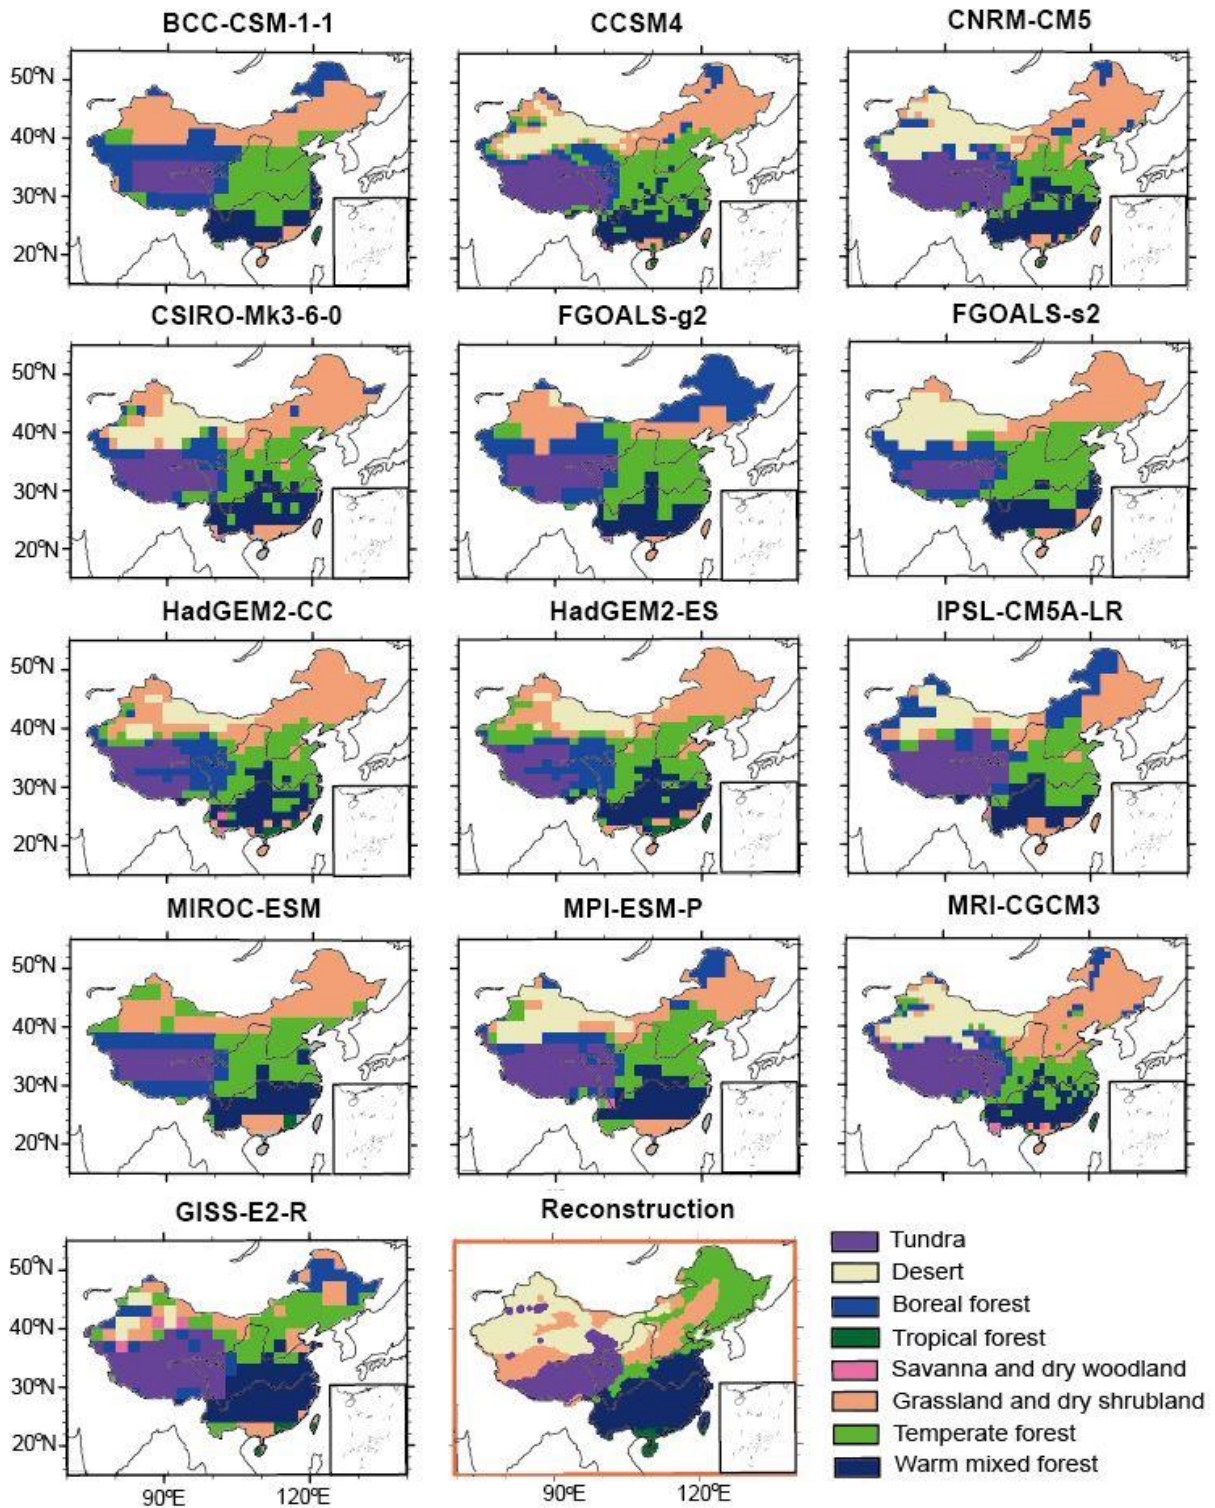 BCC-CSM-1-1
CCSM4
CNRM-CM5
50ºN
40ºN
30ºN
20ºN
CSIRO-Mk3-6-0
FGOALS-g2
FGOALS-s2
50ºN
40ºN
30ºN
20ºN
HadGEM2-CC
HadGEM2-ES
IPSL-CM5A-LR
50ºN
40ºN
30ºN
20ºN
MIROC-ESM
MPI-ESM-P
MRI-CGCM3
50ºN
40ºN
30ºN
20ºN
GISS-E2-R
Reconstruction
50ºN
40ºN
30ºN
20ºN
90ºE
120ºE
90ºE
120ºE
Tundra
Desert
Boreal forest
Tropical forest
Savanna and dry woodland
Grassland and dry shrubland
Temperate forest
Warm mixed forest